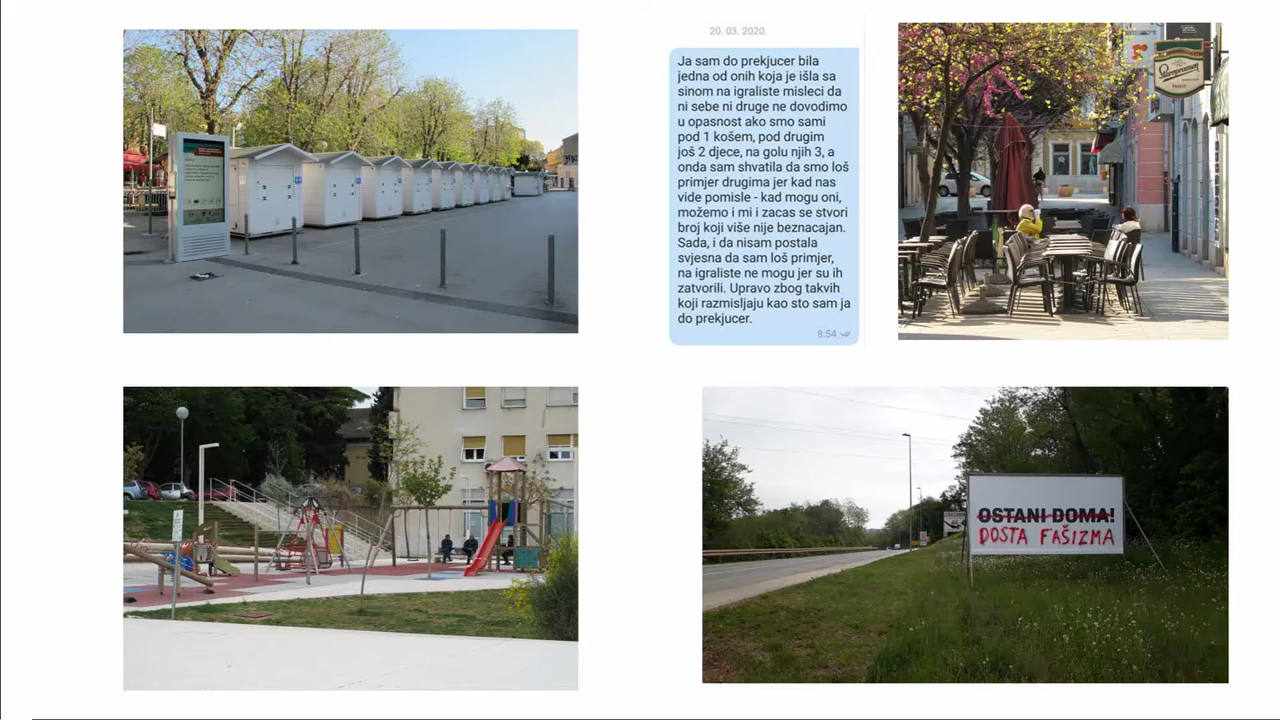 20. 03. 2020.
Ja sam do prekjucer bila
jedna od onih koja je išla sa
sinom na igraliste misleci da
ni sebe ni druge ne dovodimo
u opasnost ako smo sami
pod 1 košem, pod drugim
još 2 djece, na golu njih 3, a
onda sam shvatila da smo loš
primjer drugima jer kad nas
vide pomisle - kad mogu oni,
možemo i mi i zacas se stvori
broj koji više nije beznacajan.
Sada, i da nisam postala
svjesna da sam loš primjer,
na igraliste ne mogu jer su ih
zatvorili. Upravo zbog takvih
koji razmisljaju kao sto sam ja
do prekjucer.
8:54
Staropramen
OSTANI DOMA!
DOSTA FAŠIZMA